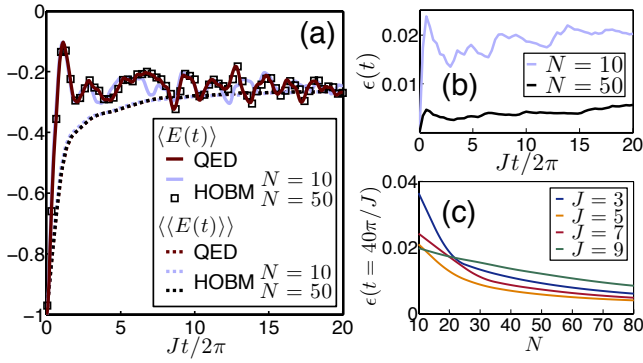 (a)
0
−0.2
−0.4
−0.6
−0.8
−1
0 5 10 15 20
Jt/2π
⟨E(t)⟩
QED
HOBM N = 10
N = 50
⟨⟨E(t)⟩⟩
QED
HOBM N = 10
N = 50
(b)
ϵ(t)
0.02
0.01
0 5 10 15 20
Jt/2π
N = 10
N = 50
(c)
ϵ(t = 40π/J)
0.04
0.02
0
10 20 30 40 50 60 70 80
N
J = 3
J = 5
J = 7
J = 9